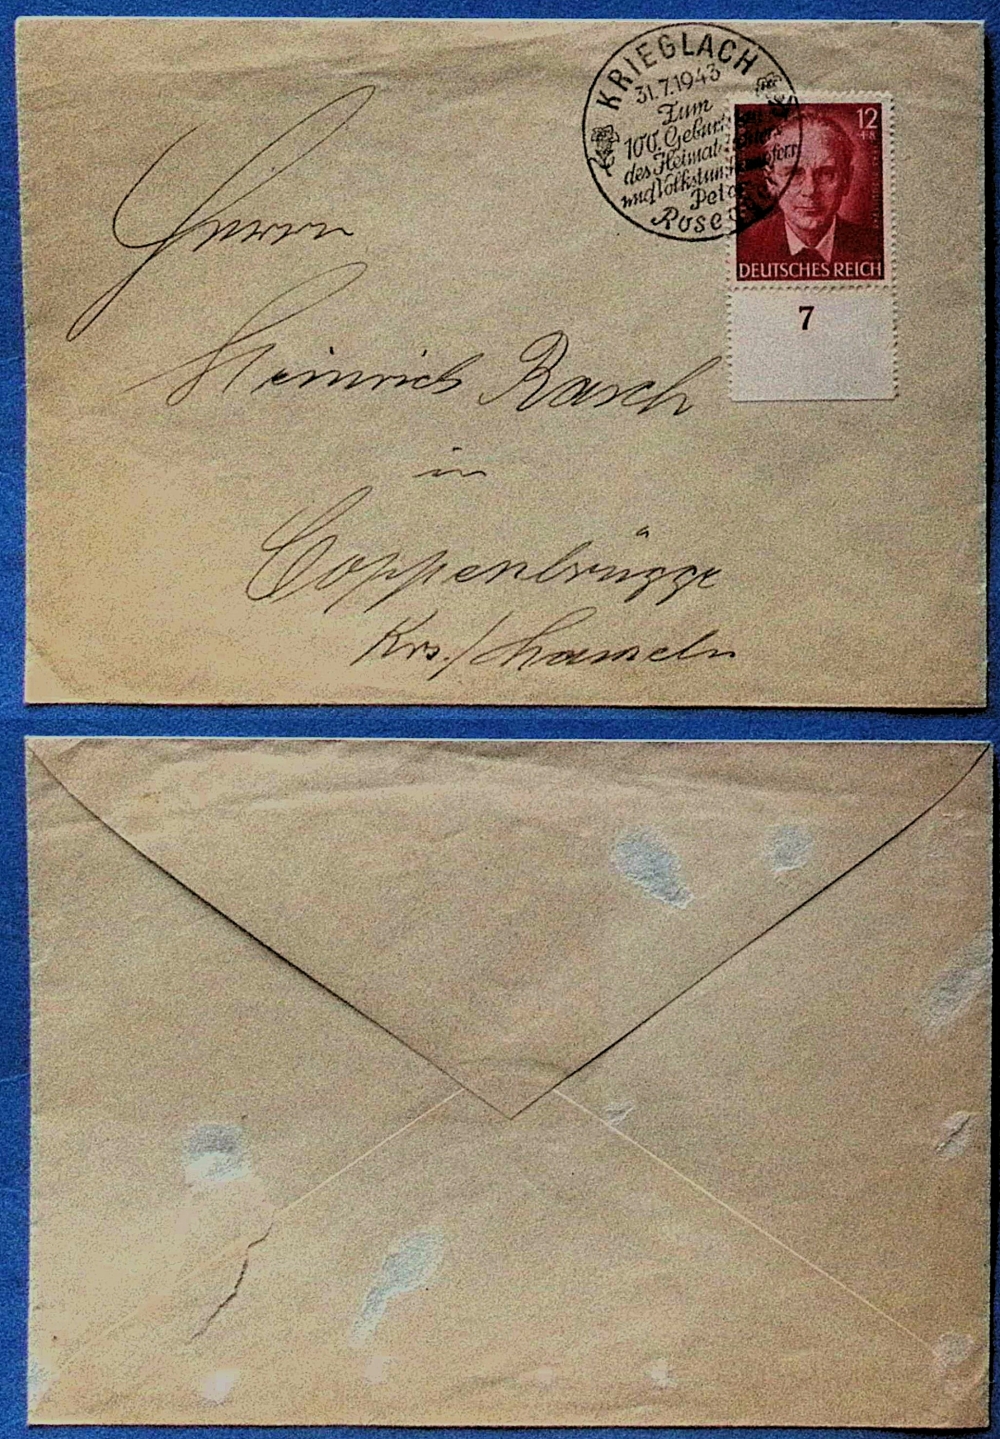 KRIEGLACH
31.7.1943
Zum
100. Geburt
des Heimat
und Volkstum
Peter
Rose
12
DEUTSCHES REICH
7
Herrn
Heinrich Rasch
in
Coppenbrügge
Krs./Hameln